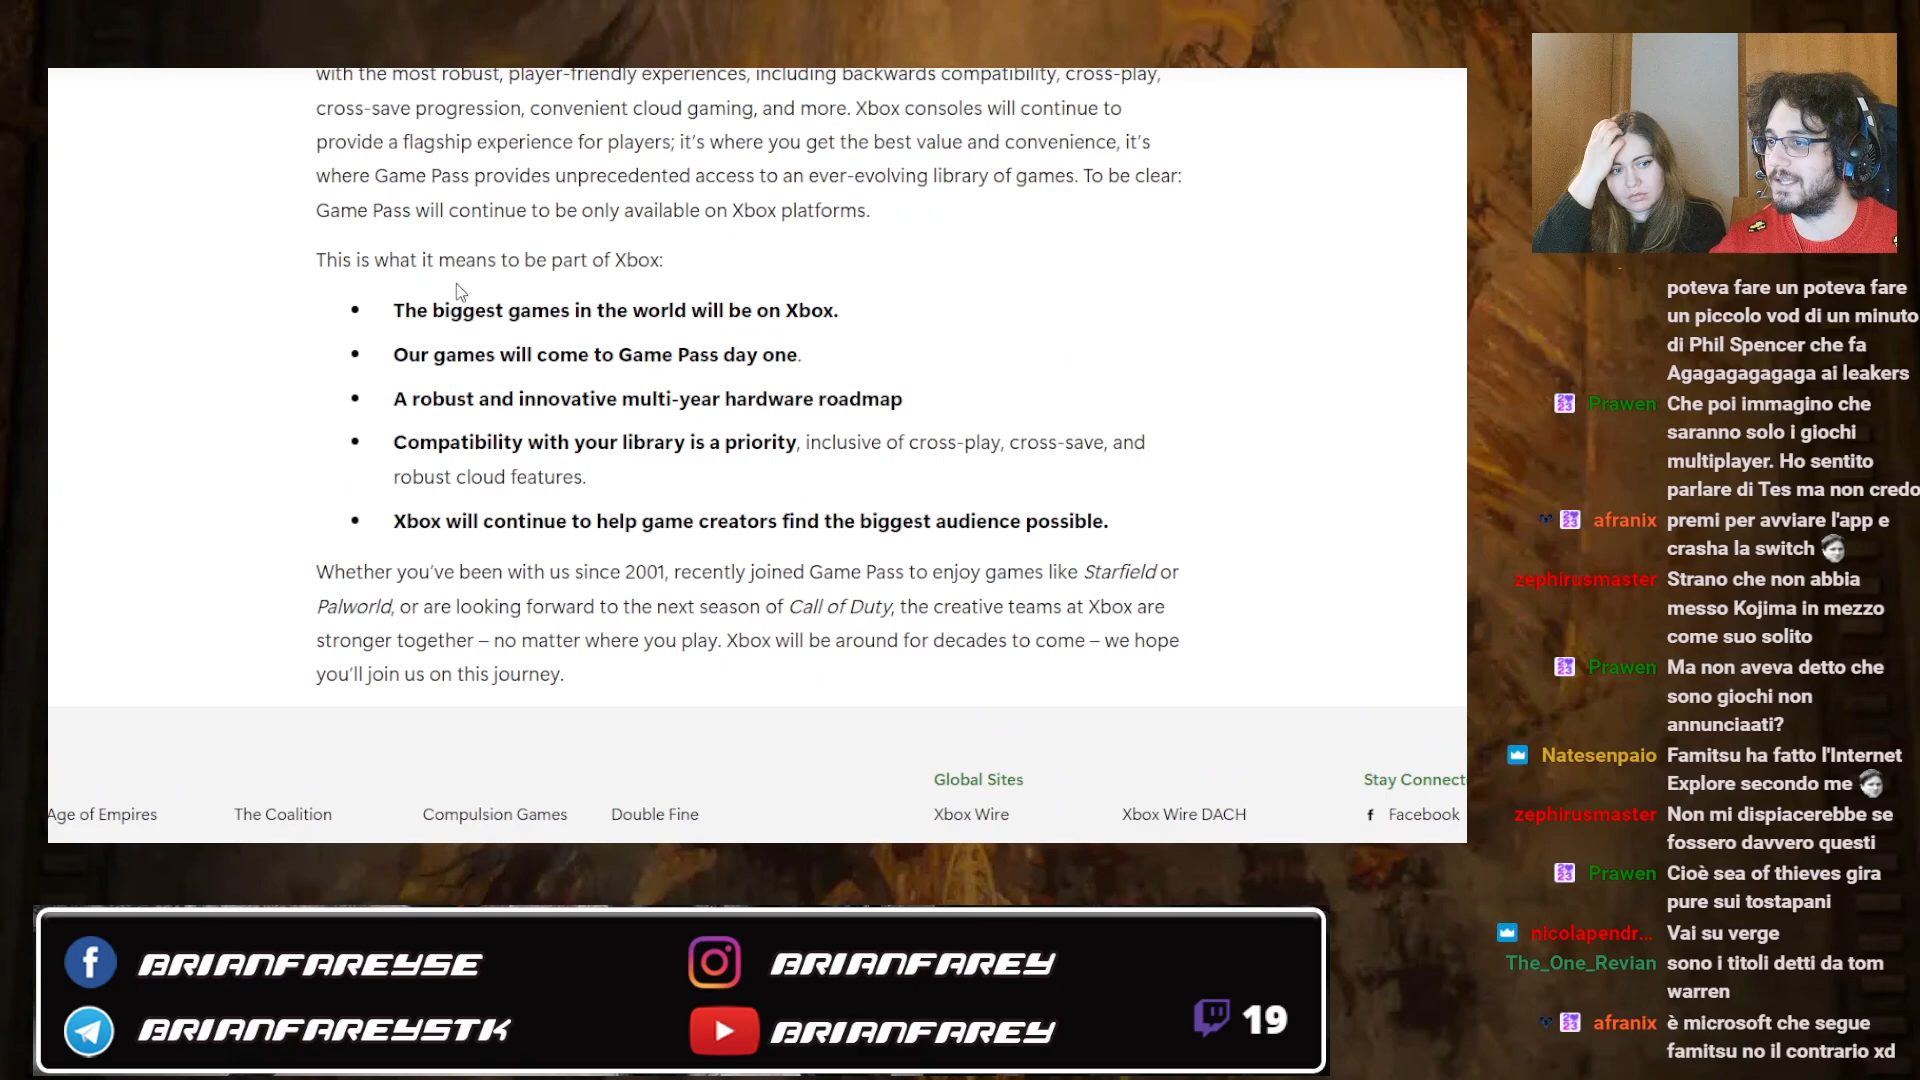 with the most robust, player-friendly experiences, including backwards compatibility, cross-play,
cross-save progression, convenient cloud gaming, and more. Xbox consoles will continue to
provide a flagship experience for players; it's where you get the best value and convenience, it's
where Game Pass provides unprecedented access to an ever-evolving library of games. To be clear:
Game Pass will continue to be only available on Xbox platforms.
This is what it means to be part of Xbox:
• The biggest games in the world will be on Xbox.
• Our games will come to Game Pass day one.
• A robust and innovative multi-year hardware roadmap
• Compatibility with your library is a priority, inclusive of cross-play, cross-save, and
robust cloud features.
• Xbox will continue to help game creators find the biggest audience possible.
Whether you've been with us since 2001, recently joined Game Pass to enjoy games like Starfield or
Palworld, or are looking forward to the next season of Call of Duty, the creative teams at Xbox are
stronger together – no matter where you play. Xbox will be around for decades to come – we hope
you'll join us on this journey.
Global Sites
Stay Connect
Age of Empires
The Coalition
Compulsion Games
Double Fine
Xbox Wire
Xbox Wire DACH
Facebook
poteva fare un poteva fare
un piccolo vod di un minuto
di Phil Spencer che fa
Agagagagagaga ai leakers
Prawen Che poi immagino che
saranno solo i giochi
multiplayer. Ho sentito
parlare di Tes ma non credo
afranix premi per avviare l'app e
crasha la switch
zephirusmaster Strano che non abbia
messo Kojima in mezzo
come suo solito
Prawen Ma non aveva detto che
sono giochi non
annunciaati?
Natesenpaio Famitsu ha fatto l'Internet
Explore secondo me
zephirusmaster Non mi dispiacerebbe se
fossero davvero questi
Prawen Cioè sea of thieves gira
pure sui tostapani
nicolapendr... Vai su verge
The_One_Revian sono i titoli detti da tom
warren
afranix è microsoft che segue
famitsu no il contrario xd
BRIANFAREYSE
BRIANFAREY
BRIANFAREYSTK
BRIANFAREY
19